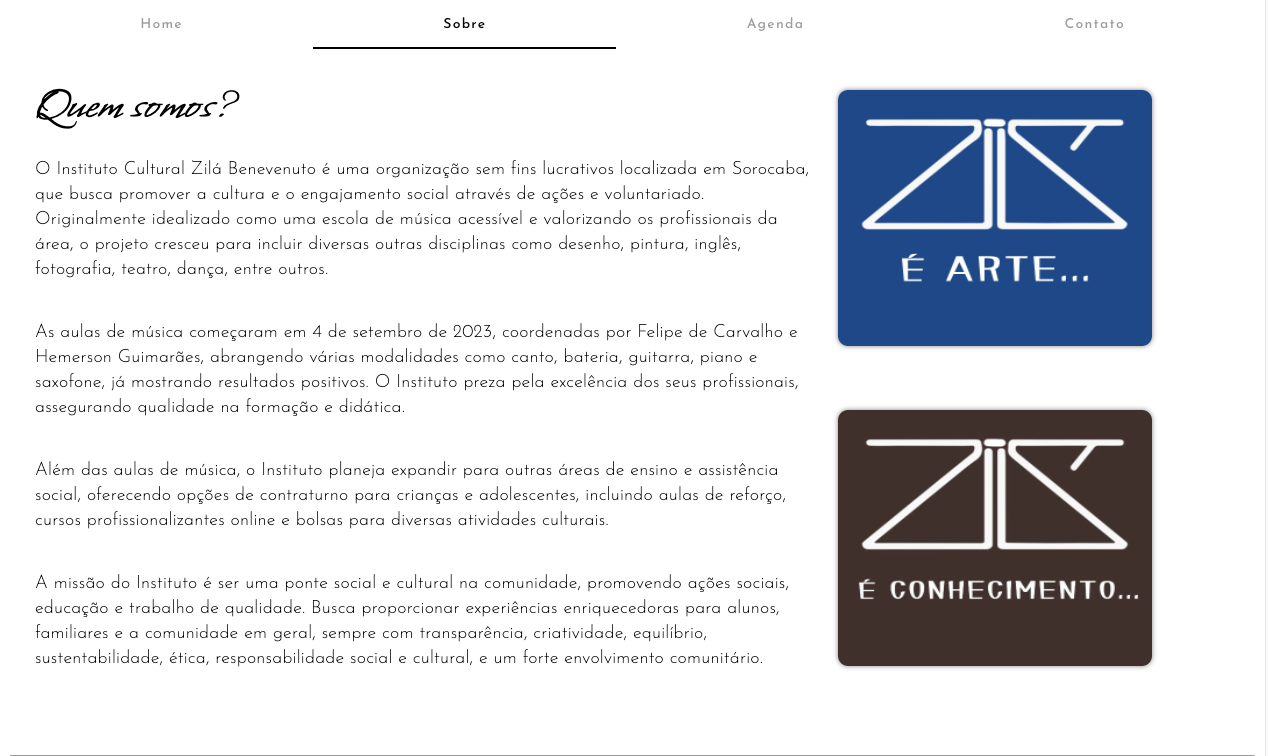 Home
Sobre
Agenda
Contato
Quem somos?
O Instituto Cultural Zilá Benevenuto é uma organização sem fins lucrativos localizada em Sorocaba,
que busca promover a cultura e o engajamento social através de ações e voluntariado.
Originalmente idealizado como uma escola de música acessível e valorizando os profissionais da
área, o projeto cresceu para incluir diversas outras disciplinas como desenho, pintura, inglês,
fotografia, teatro, dança, entre outros.
As aulas de música começaram em 4 de setembro de 2023, coordenadas por Felipe de Carvalho e
Hemerson Guimarães, abrangendo várias modalidades como canto, bateria, guitarra, piano e
saxofone, já mostrando resultados positivos. O Instituto preza pela excelência dos seus profissionais,
assegurando qualidade na formação e didática.
Além das aulas de música, o Instituto planeja expandir para outras áreas de ensino e assistência
social, oferecendo opções de contraturno para crianças e adolescentes, incluindo aulas de reforço,
cursos profissionalizantes online e bolsas para diversas atividades culturais.
A missão do Instituto é ser uma ponte social e cultural na comunidade, promovendo ações sociais,
educação e trabalho de qualidade. Busca proporcionar experiências enriquecedoras para alunos,
familiares e a comunidade em geral, sempre com transparência, criatividade, equilíbrio,
sustentabilidade, ética, responsabilidade social e cultural, e um forte envolvimento comunitário.
É ARTE...
É CONHECIMENTO...